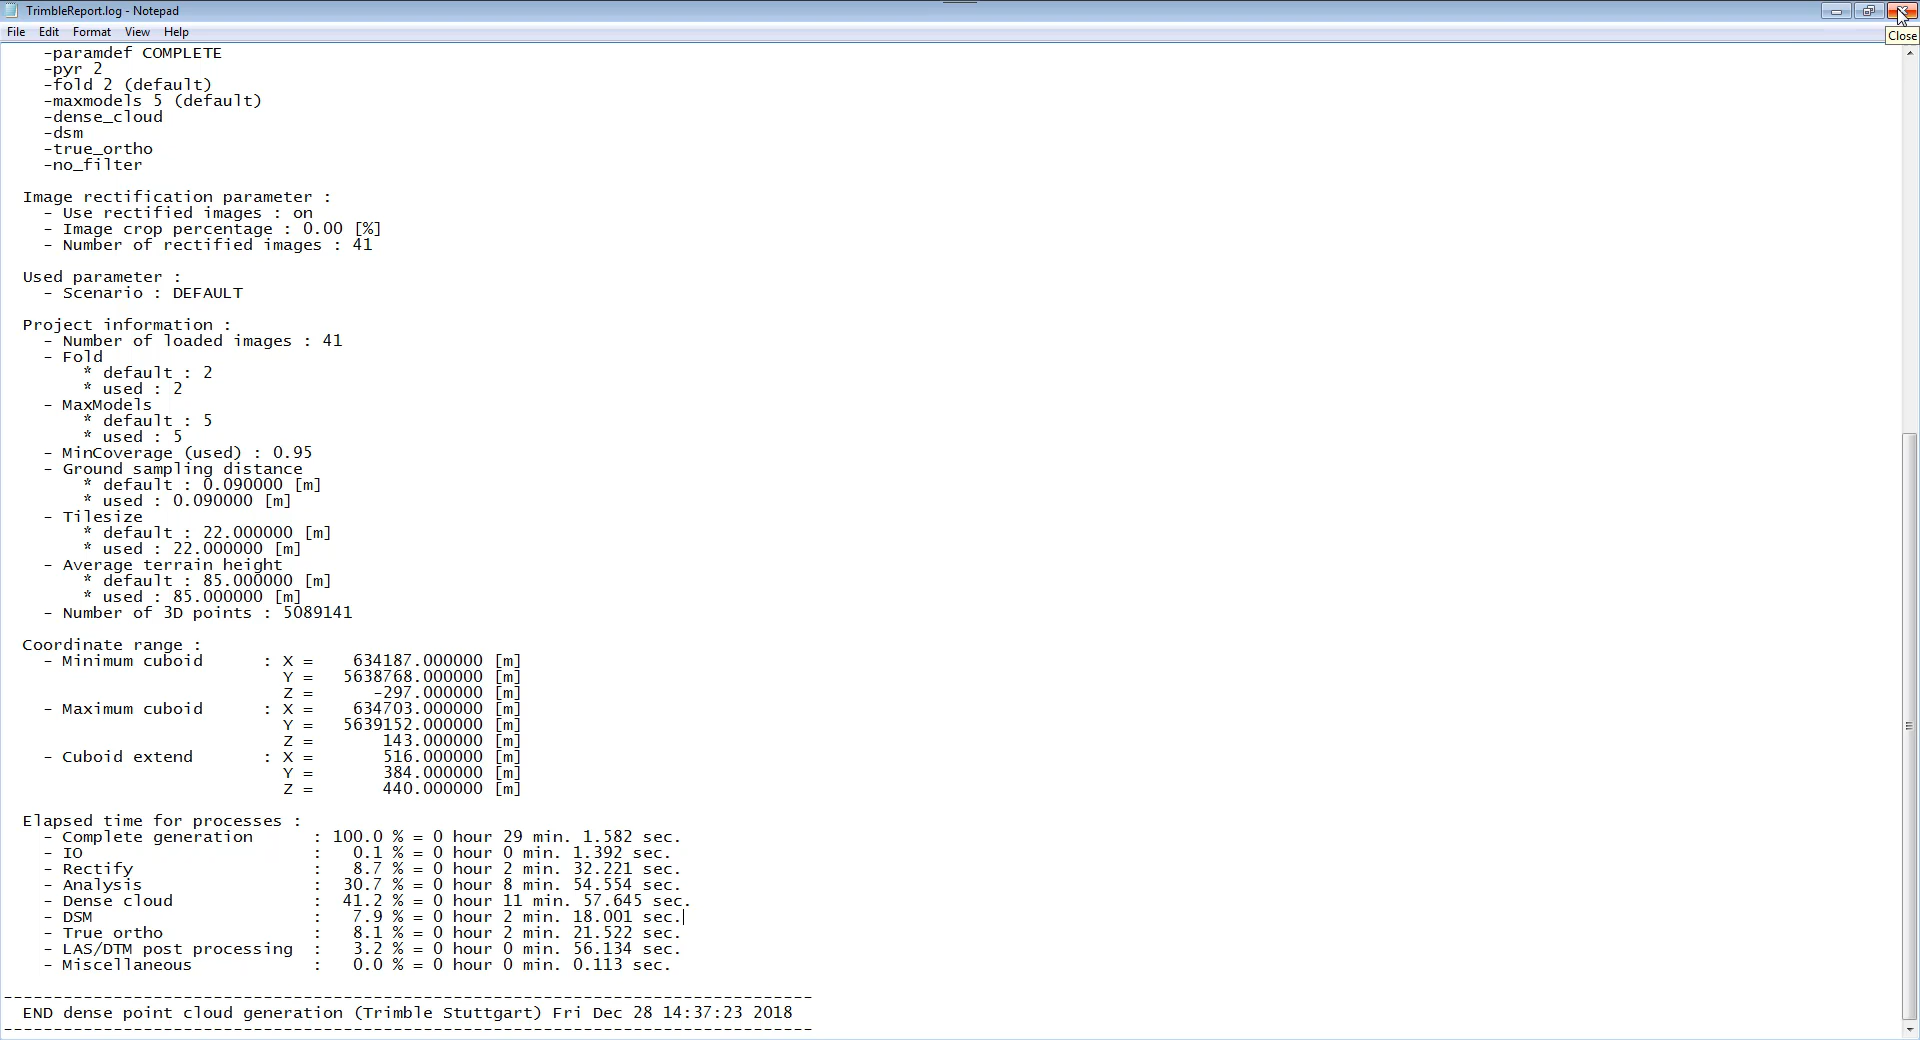 TrimbleReport.log - Notepad
File Edit Format View Help
Close
-paramdef COMPLETE
-pyr 2
-fold 2 (default)
-maxmodels 5 (default)
-dense_cloud
-dsm
-true_ortho
-no_filter
Image rectification parameter :
- Use rectified images : on
- Image crop percentage : 0.00 [%]
- Number of rectified images : 41
Used parameter :
- Scenario : DEFAULT
Project information :
- Number of loaded images : 41
- Fold
* default : 2
* used : 2
- MaxModels
* default : 5
* used : 5
- MinCoverage (used) : 0.95
- Ground sampling distance
* default : 0.090000 [m]
* used : 0.090000 [m]
- Tilesize
* default : 22.000000 [m]
* used : 22.000000 [m]
- Average terrain height
* default : 85.000000 [m]
* used : 85.000000 [m]
- Number of 3D points : 5089141
Coordinate range :
- Minimum cuboid : X = 634187.000000 [m]
Y = 5638768.000000 [m]
Z = -297.000000 [m]
- Maximum cuboid : X = 634703.000000 [m]
Y = 5639152.000000 [m]
Z = 143.000000 [m]
- Cuboid extend : X = 516.000000 [m]
Y = 384.000000 [m]
Z = 440.000000 [m]
Elapsed time for processes :
- Complete generation : 100.0 % = 0 hour 29 min. 1.582 sec.
- IO : 0.1 % = 0 hour 0 min. 1.392 sec.
- Rectify : 8.7 % = 0 hour 2 min. 32.221 sec.
- Analysis : 30.7 % = 0 hour 8 min. 54.554 sec.
- Dense cloud : 41.2 % = 0 hour 11 min. 57.645 sec.
- DSM : 7.9 % = 0 hour 2 min. 18.001 sec.
- True ortho : 8.1 % = 0 hour 2 min. 21.522 sec.
- LAS/DTM post processing : 3.2 % = 0 hour 0 min. 56.134 sec.
- Miscellaneous : 0.0 % = 0 hour 0 min. 0.113 sec.
---------------------------------------------------------------------------------
END dense point cloud generation (Trimble Stuttgart) Fri Dec 28 14:37:23 2018
---------------------------------------------------------------------------------